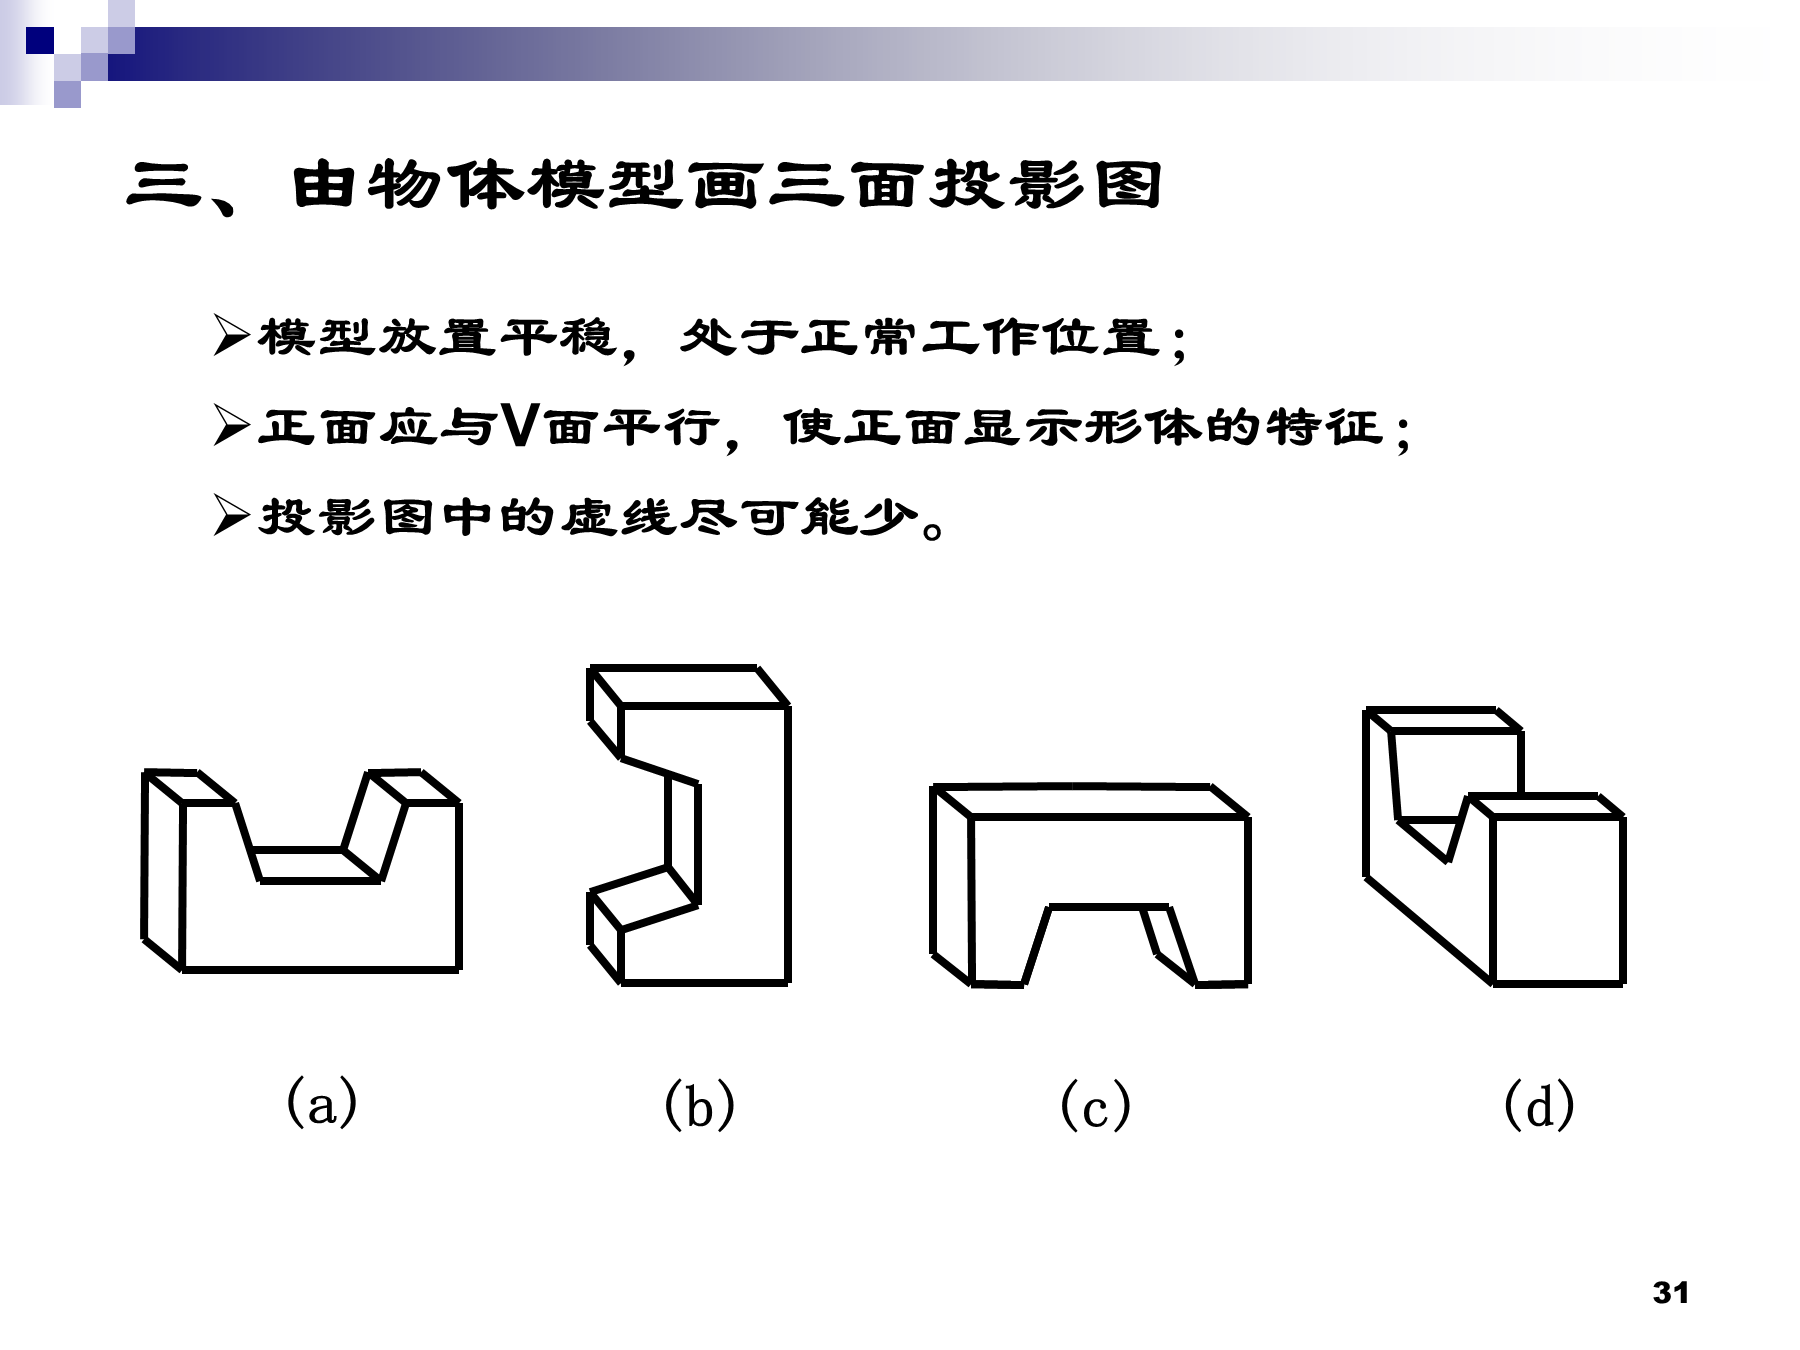 三、由物体模型画三面投影图
➢模型放置平稳，处于正常工作位置；
➢正面应与V面平行，使正面显示形体的特征；
➢投影图中的虚线尽可能少。
(a) (b) (c) (d)
31